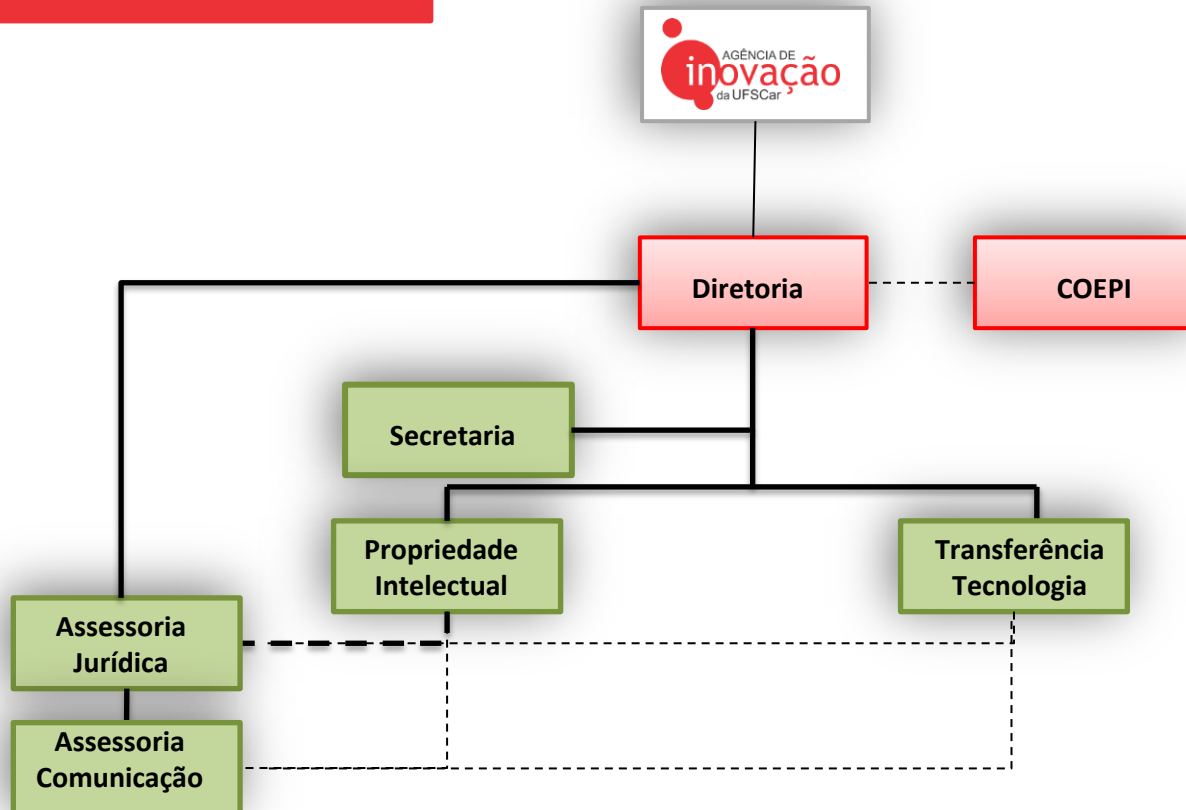 AGÊNCIA DE
inovação
da UFSCar
Diretoria
COEPI
Secretaria
Propriedade
Intelectual
Transferência
Tecnologia
Assessoria
Jurídica
Assessoria
Comunicação